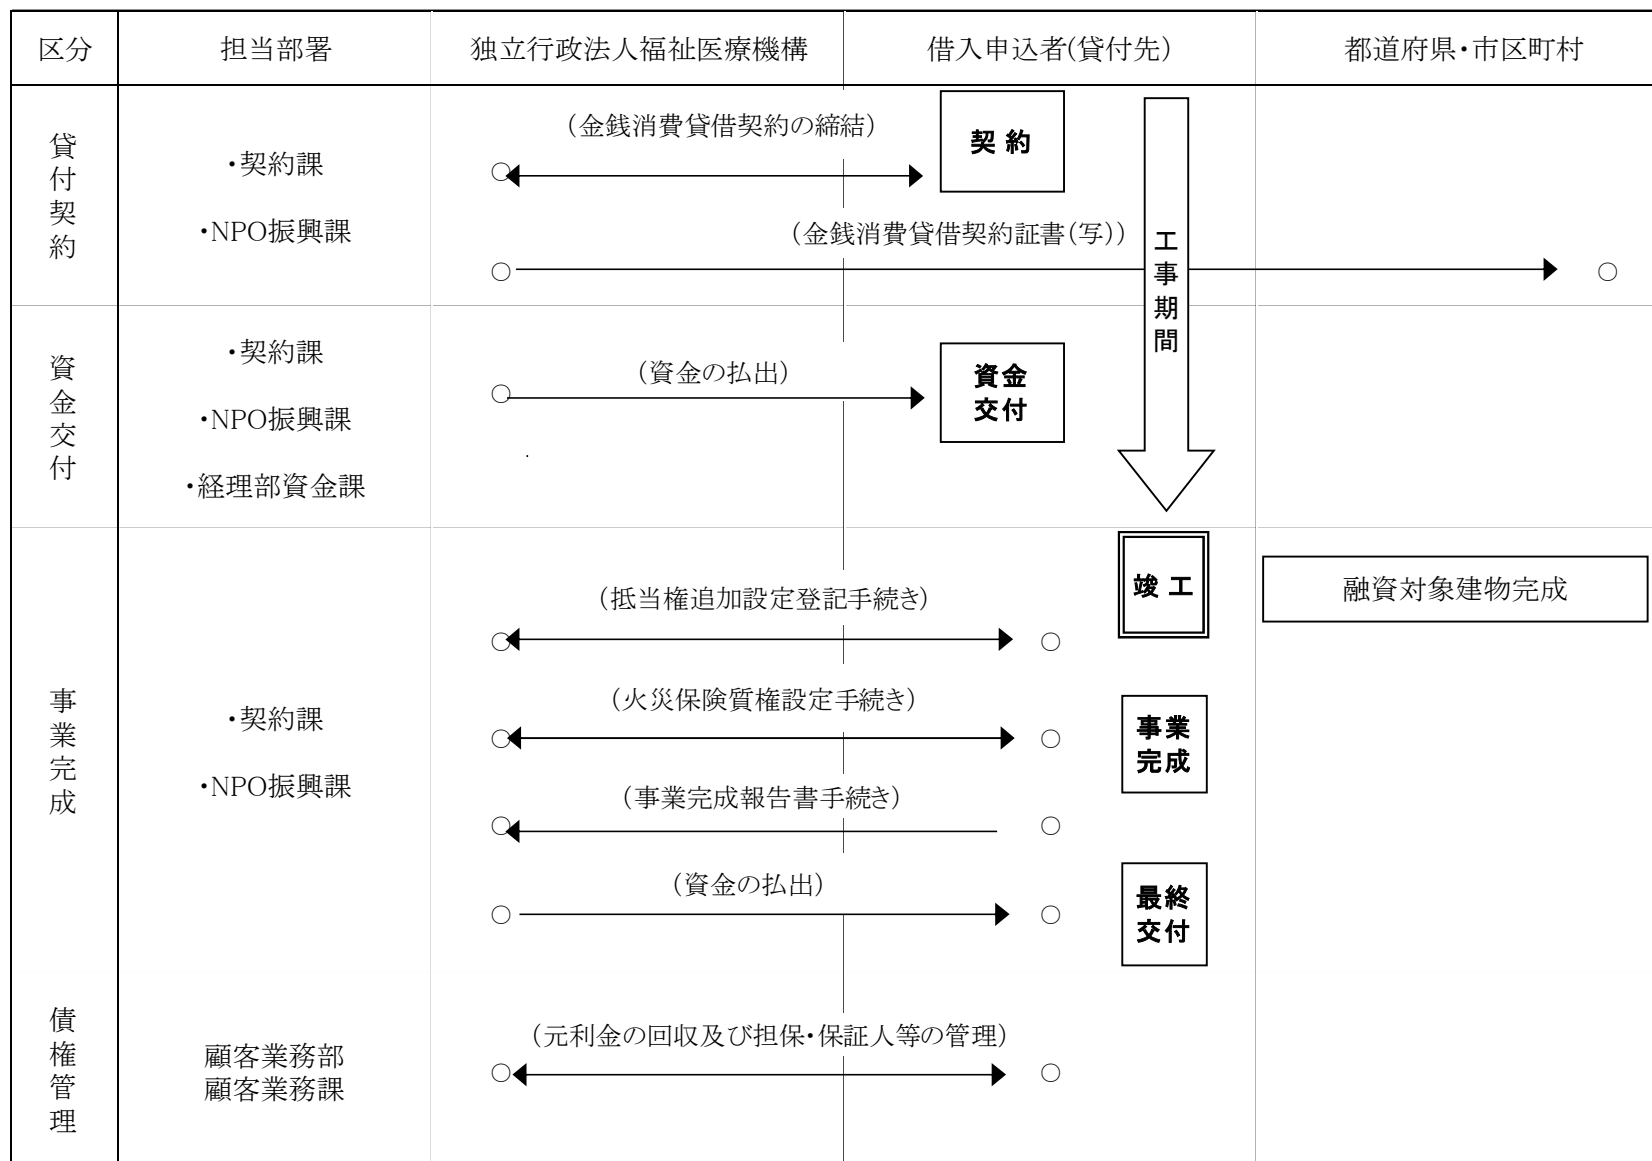 区分 担当部署 独立行政法人福祉医療機構 借入申込者(貸付先) 都道府県・市区町村
貸付契約
・契約課
・NPO振興課
(金銭消費貸借契約の締結)
契約
(金銭消費貸借契約証書(写))
工事期間
資金交付
・契約課
・NPO振興課
・経理部資金課
(資金の払出)
資金
交付
竣工
融資対象建物完成
事業完成
・契約課
・NPO振興課
(抵当権追加設定登記手続き)
(火災保険質権設定手続き)
事業
完成
(事業完成報告書手続き)
(資金の払出)
最終
交付
債権管理
顧客業務部
顧客業務課
(元利金の回収及び担保・保証人等の管理)